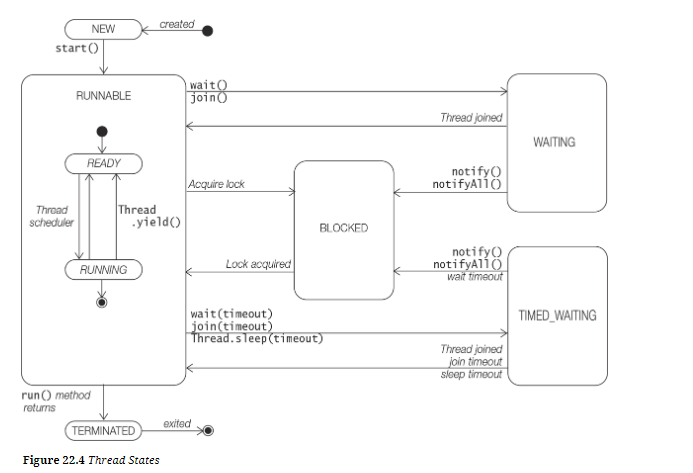 NEW
created
start()
RUNNABLE
wait()
join()
Thread joined
WAITING
READY
Acquire lock
notify()
notifyAll()
Thread
scheduler
Thread
.yield()
BLOCKED
RUNNING
Lock acquired
notify()
notifyAll()
wait timeout
wait(timeout)
join(timeout)
Thread.sleep(timeout)
TIMED_WAITING
Thread joined
join timeout
sleep timeout
run() method
returns
TERMINATED
exited
Figure 22.4 Thread States